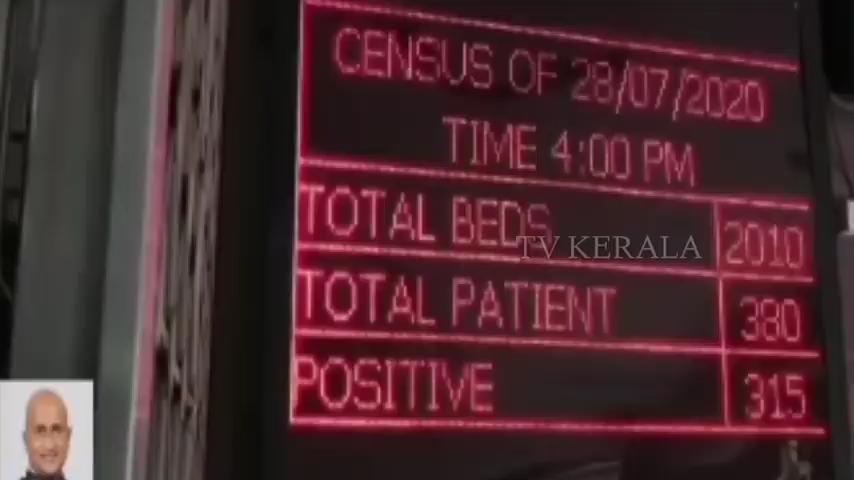 CENSUS OF 28/07/2020
TIME 4:00 PM
TOTAL BEDS 2010
TV KERALA
TOTAL PATIENT 380
POSITIVE 315